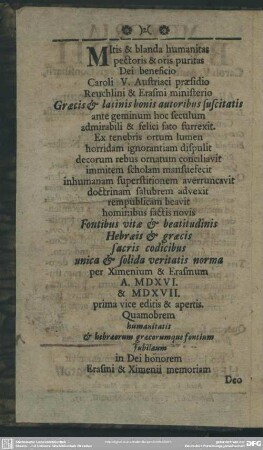 MItis & blanda humanitas
pectoris & oris puritas
Dei beneficio
Caroli V. Austriaci præsidio
Reuchlini & Erasmi ministerio
Græcis & latinis bonis autoribus suscitatis
ante geminum hoc seculum
admirabili & felici fato surrexit.
Ex tenebris ortum lumen
horridam ignorantiam dispulit
decorum rebus ornatum conciliavit
immitem scholam mansuefecit
inhumanam superstitionem averruncavit
doctrinam salubrem advexit
rempublicam beavit
hominibus factis novis
Fontibus vitæ & beatitudinis
Hebræis & græcis
sacris codicibus
unica & solida veritatis norma
per Ximenium & Erasmum
A. MDXVI.
& MDXVII.
prima vice editis & apertis.
Quamobrem
humanitatis
& hebræorum græcorumque fontium
jubilæum
in Dei honorem
Erasmi & Ximenii memoriam
Deo